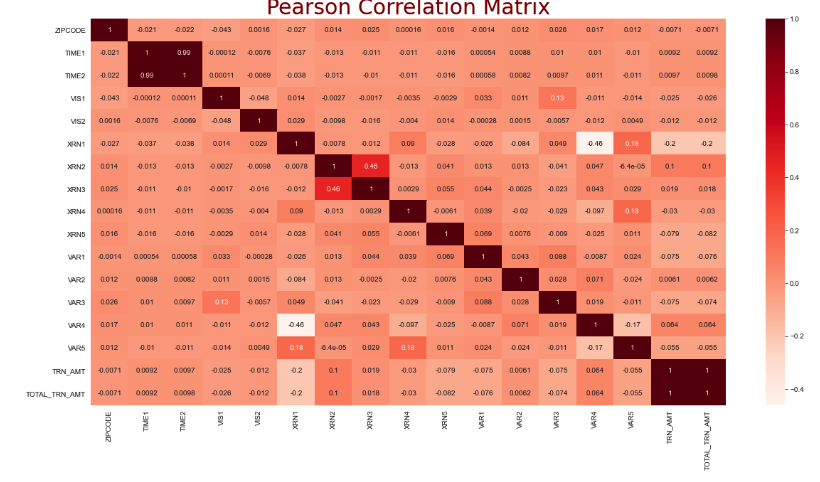 Pearson Correlation Matrix
ZIPCODE 1 -0.021 -0.022 -0.043 0.0016 -0.027 0.014 0.025 0.00016 0.016 -0.0014 0.012 0.026 0.017 0.012 -0.0071 -0.0071
TIME1 -0.021 1 0.99 -0.00012 -0.0076 -0.037 -0.013 -0.011 -0.011 -0.016 0.00054 0.0088 0.01 0.01 -0.01 0.0092 0.0092
TIME2 -0.022 0.99 1 0.00011 -0.0069 -0.038 -0.013 -0.01 -0.011 -0.016 0.00058 0.0082 0.0097 0.011 -0.011 0.0097 0.0098
VIS1 -0.043 -0.00012 0.00011 1 -0.048 0.014 -0.0027 -0.0017 -0.0035 -0.0029 0.033 0.011 0.13 -0.011 -0.014 -0.025 -0.026
VIS2 0.0016 -0.0076 -0.0069 -0.048 1 0.029 -0.0098 -0.016 -0.004 0.014 -0.00028 0.0015 -0.0057 -0.012 0.0049 -0.012 -0.012
XRN1 -0.027 -0.037 -0.038 0.014 0.029 1 -0.0078 -0.012 0.09 -0.028 -0.026 -0.084 0.049 -0.46 0.18 -0.2 -0.2
XRN2 0.014 -0.013 -0.013 -0.0027 -0.0098 -0.0078 1 0.46 -0.013 0.041 0.013 0.013 -0.041 0.047 -6.4e-05 0.1 0.1
XRN3 0.025 -0.011 -0.01 -0.0017 -0.016 -0.012 0.46 1 0.0029 0.055 0.044 -0.0025 -0.023 0.043 0.029 0.019 0.018
XRN4 0.00016 -0.011 -0.011 -0.0035 -0.004 0.09 -0.013 0.0029 1 -0.0061 0.039 -0.02 -0.029 -0.097 0.18 -0.03 -0.03
XRN5 0.016 -0.016 -0.016 -0.0029 0.014 -0.028 0.041 0.055 -0.0061 1 0.069 0.0076 -0.009 -0.025 0.011 -0.079 -0.082
VAR1 -0.0014 0.00054 0.00058 0.033 -0.00028 -0.026 0.013 0.044 0.039 0.069 1 0.043 0.088 -0.0087 0.024 -0.075 -0.076
VAR2 0.012 0.0088 0.0082 0.011 0.0015 -0.084 0.013 -0.0025 -0.02 0.0076 0.043 1 0.028 0.071 -0.024 0.0061 0.0062
VAR3 0.026 0.01 0.0097 0.13 -0.0057 0.049 -0.041 -0.023 -0.029 -0.009 0.088 0.028 1 0.019 -0.011 -0.075 -0.074
VAR4 0.017 0.01 0.011 -0.011 -0.012 -0.46 0.047 0.043 -0.097 -0.025 -0.0087 0.071 0.019 1 -0.17 0.064 0.064
VAR5 0.012 -0.01 -0.011 -0.014 0.0049 0.18 -6.4e-05 0.029 0.18 0.011 0.024 -0.024 -0.011 -0.17 1 -0.055 -0.055
TRN_AMT -0.0071 0.0092 0.0097 -0.025 -0.012 -0.2 0.1 0.019 -0.03 -0.079 -0.075 0.0061 -0.075 0.064 -0.055 1 1
TOTAL_TRN_AMT -0.0071 0.0092 0.0098 -0.026 -0.012 -0.2 0.1 0.018 -0.03 -0.082 -0.076 0.0062 -0.074 0.064 -0.055 1 1
ZIPCODE TIME1 TIME2 VIS1 VIS2 XRN1 XRN2 XRN3 XRN4 XRN5 VAR1 VAR2 VAR3 VAR4 VAR5 TRN_AMT TOTAL_TRN_AMT
1.0
0.8
0.6
0.4
0.2
0.0
−0.2
−0.4